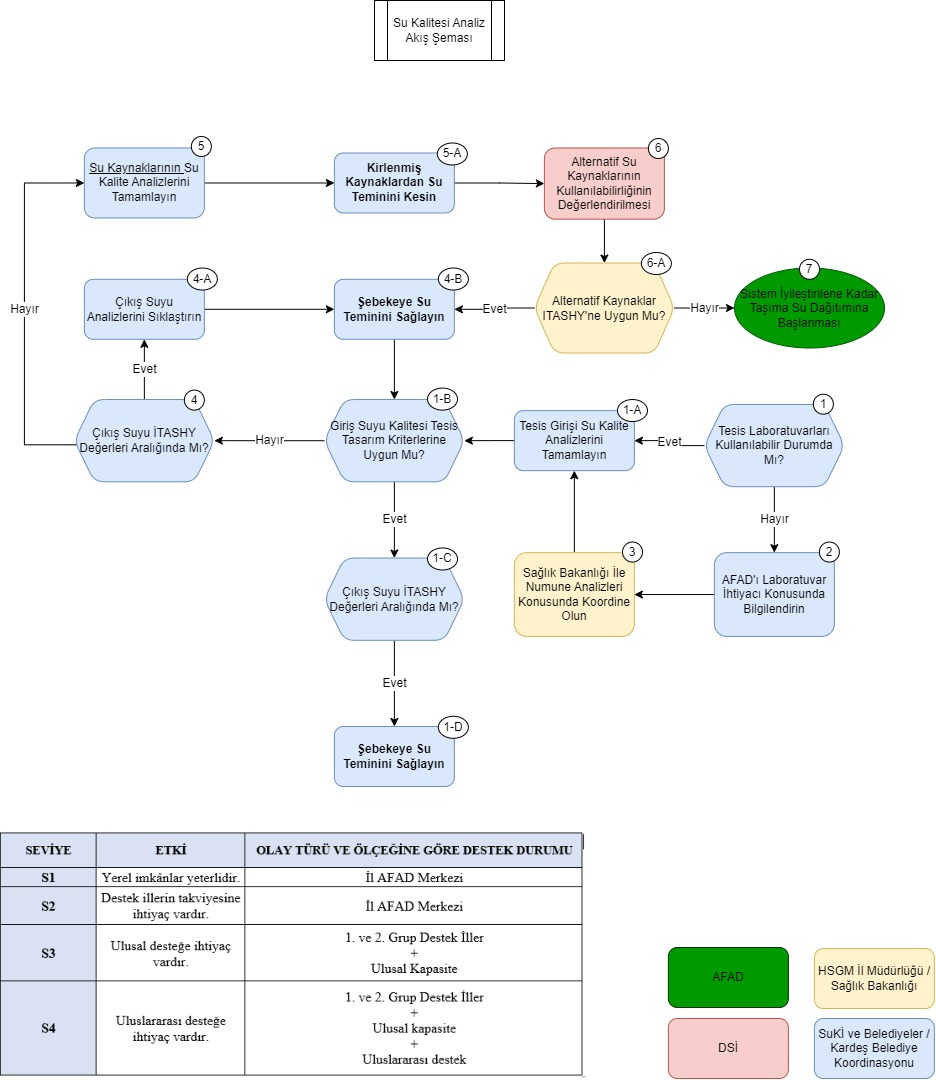 Su Kalitesi Analiz
Akış Şeması
5
Su Kaynaklarının Su
Kalite Analizlerini
Tamamlayın
5-A
Kirlenmiş
Kaynaklardan Su
Teminini Kesin
6
Alternatif Su
Kaynaklarının
Kullanılabilirliğinin
Değerlendirilmesi
4-A
Çıkış Suyu
Analizlerini Sıklaştırın
4-B
Şebekeye Su
Teminini Sağlayın
Evet
6-A
Alternatif Kaynaklar
ITASHY'ne Uygun Mu?
Hayır
7
Sistem İyileştirilene Kadar
Taşıma Su Dağıtımına
Başlanması
Hayır
Evet
4
Çıkış Suyu İTASHY
Değerleri Aralığında Mı?
Hayır
1-B
Giriş Suyu Kalitesi Tesis
Tasarım Kriterlerine
Uygun Mu?
1-A
Tesis Girişi Su Kalite
Analizlerini
Tamamlayın
Evet
1
Tesis Laboratuvarları
Kullanılabilir Durumda
Mı?
Evet
Hayır
1-C
Çıkış Suyu İTASHY
Değerleri Aralığında Mı?
3
Sağlık Bakanlığı İle
Numune Analizleri
Konusunda Koordine
Olun
2
AFAD'ı Laboratuvar
İhtiyacı Konusunda
Bilgilendirin
Evet
1-D
Şebekeye Su
Teminini Sağlayın
SEVİYE
ETKİ
OLAY TÜRÜ VE ÖLÇEĞİNE GÖRE DESTEK DURUMU
S1
Yerel imkânlar yeterlidir.
İl AFAD Merkezi
S2
Destek illerin takviyesine
ihtiyaç vardır.
İl AFAD Merkezi
S3
Ulusal desteğe ihtiyaç
vardır.
1. ve 2. Grup Destek İller
+
Ulusal Kapasite
S4
Uluslararası desteğe
ihtiyaç vardır.
1. ve 2. Grup Destek İller
+
Ulusal kapasite
+
Uluslararası destek
AFAD
HSGM İl Müdürlüğü /
Sağlık Bakanlığı
DSİ
SuKİ ve Belediyeler /
Kardeş Belediye
Koordinasyonu